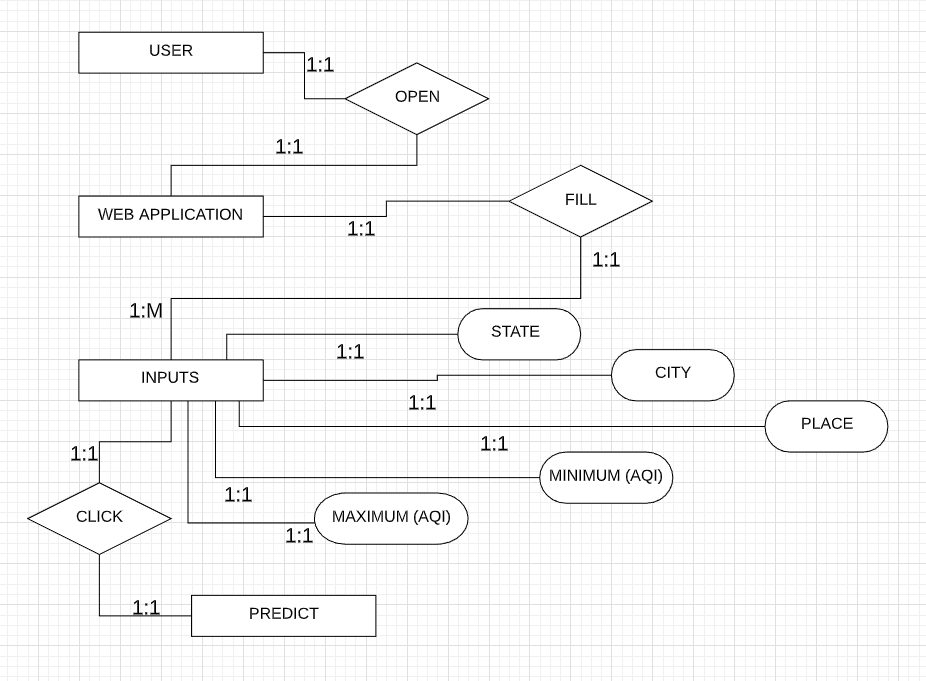 USER
1:1
OPEN
1:1
WEB APPLICATION
1:1
FILL
1:1
1:M
STATE
1:1
INPUTS
CITY
1:1
PLACE
1:1
1:1
MINIMUM (AQI)
1:1
CLICK
MAXIMUM (AQI)
1:1
1:1
PREDICT